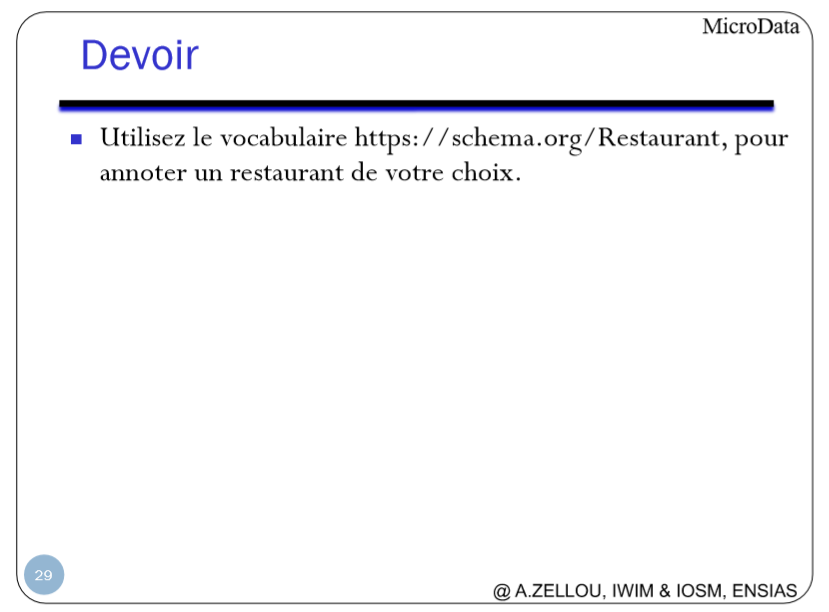 MicroData
Devoir
Utilisez le vocabulaire https://schema.org/Restaurant, pour
annoter un restaurant de votre choix.
29
@ A.ZELLOU, IWIM & IOSM, ENSIAS